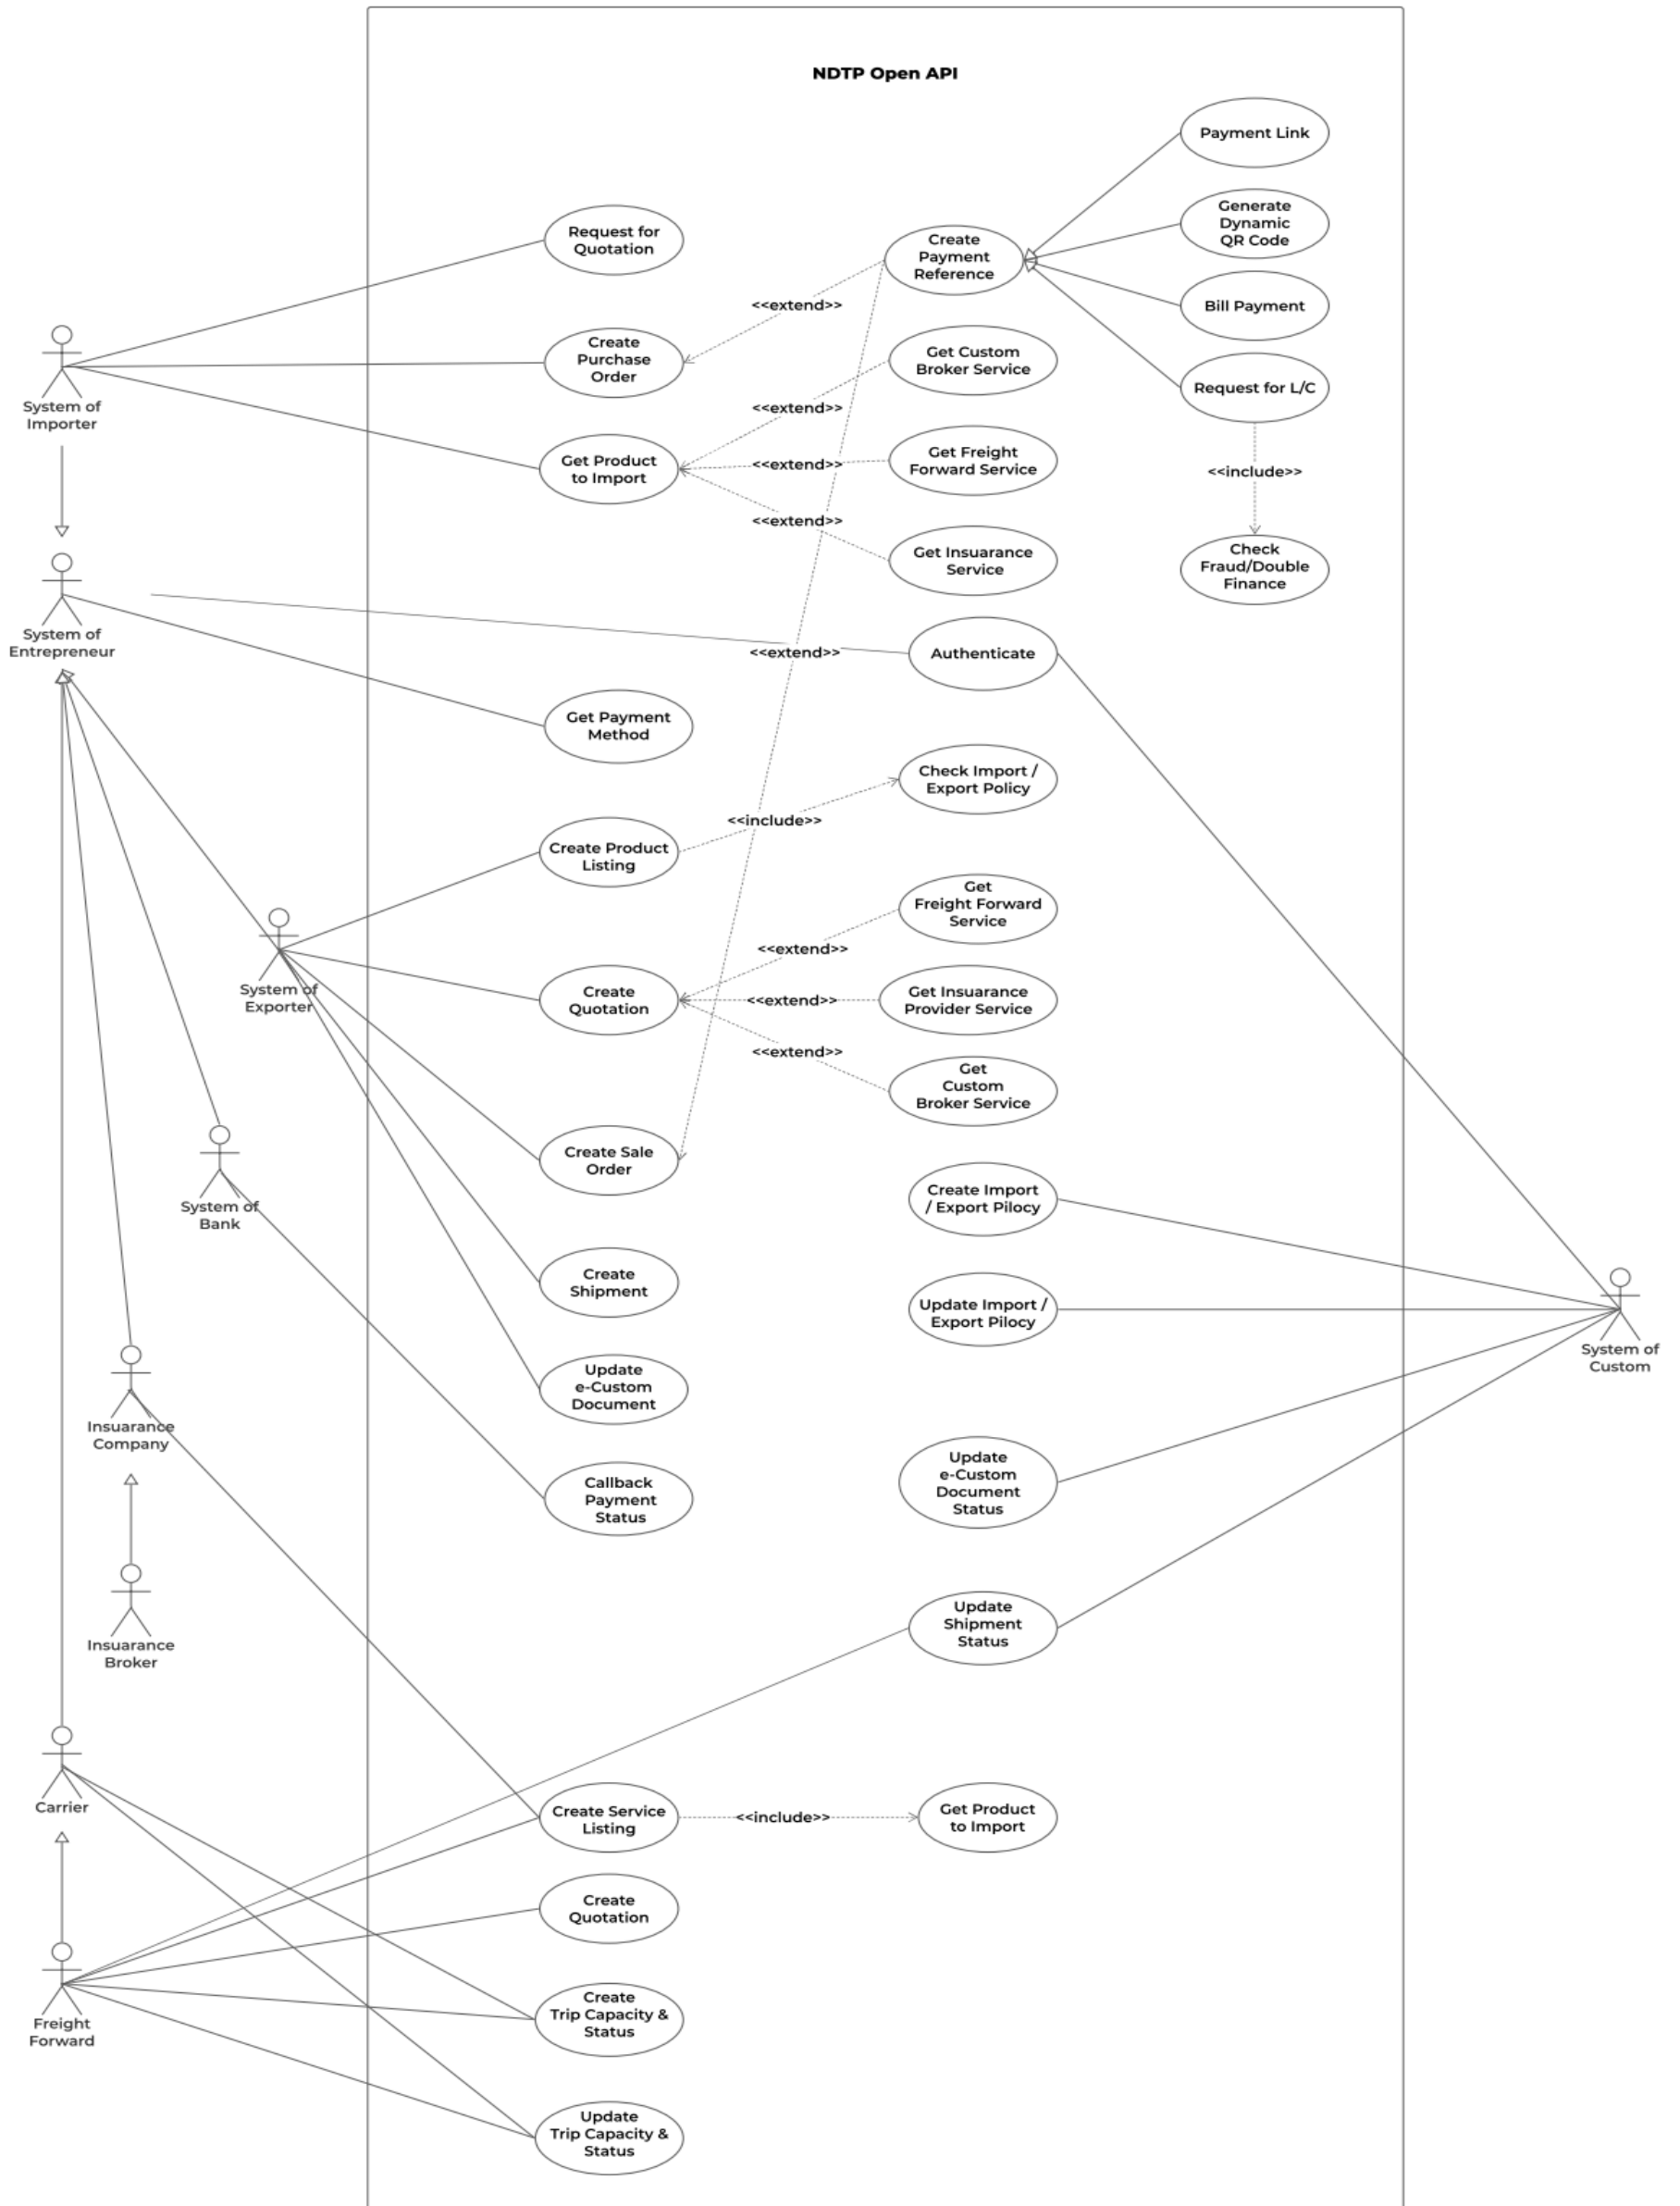 NDTP Open API
Payment Link
Generate
Dynamic
QR Code
Request for
Quotation
Create
Payment
Reference
<<extend>>
Bill Payment
Create
Purchase
Order
Get Custom
Broker Service
Request for L/C
System of
Importer
<<extend>>
Get Product
to Import
<<extend>>
Get Freight
Forward Service
<<include>>
<<extend>>
Get Insuarance
Service
Check
Fraud/Double
Finance
System of
Entrepreneur
<<extend>>
Authenticate
Get Payment
Method
Check Import /
Export Policy
<<include>>
Create Product
Listing
Get
Freight Forward
Service
<<extend>>
System of
Exporter
Create
Quotation
<<extend>>
Get Insuarance
Provider Service
<<extend>>
Get
Custom
Broker Service
Create Sale
Order
System of
Bank
Create Import
/ Export Pilocy
Create
Shipment
Update Import /
Export Pilocy
System of
Custom
Update
e-Custom
Document
Insuarance
Company
Callback
Payment
Status
Update
e-Custom
Document
Status
Insuarance
Broker
Update
Shipment
Status
Carrier
Create Service
Listing
<<include>>
Get Product
to Import
Create
Quotation
Freight
Forward
Create
Trip Capacity &
Status
Update
Trip Capacity &
Status